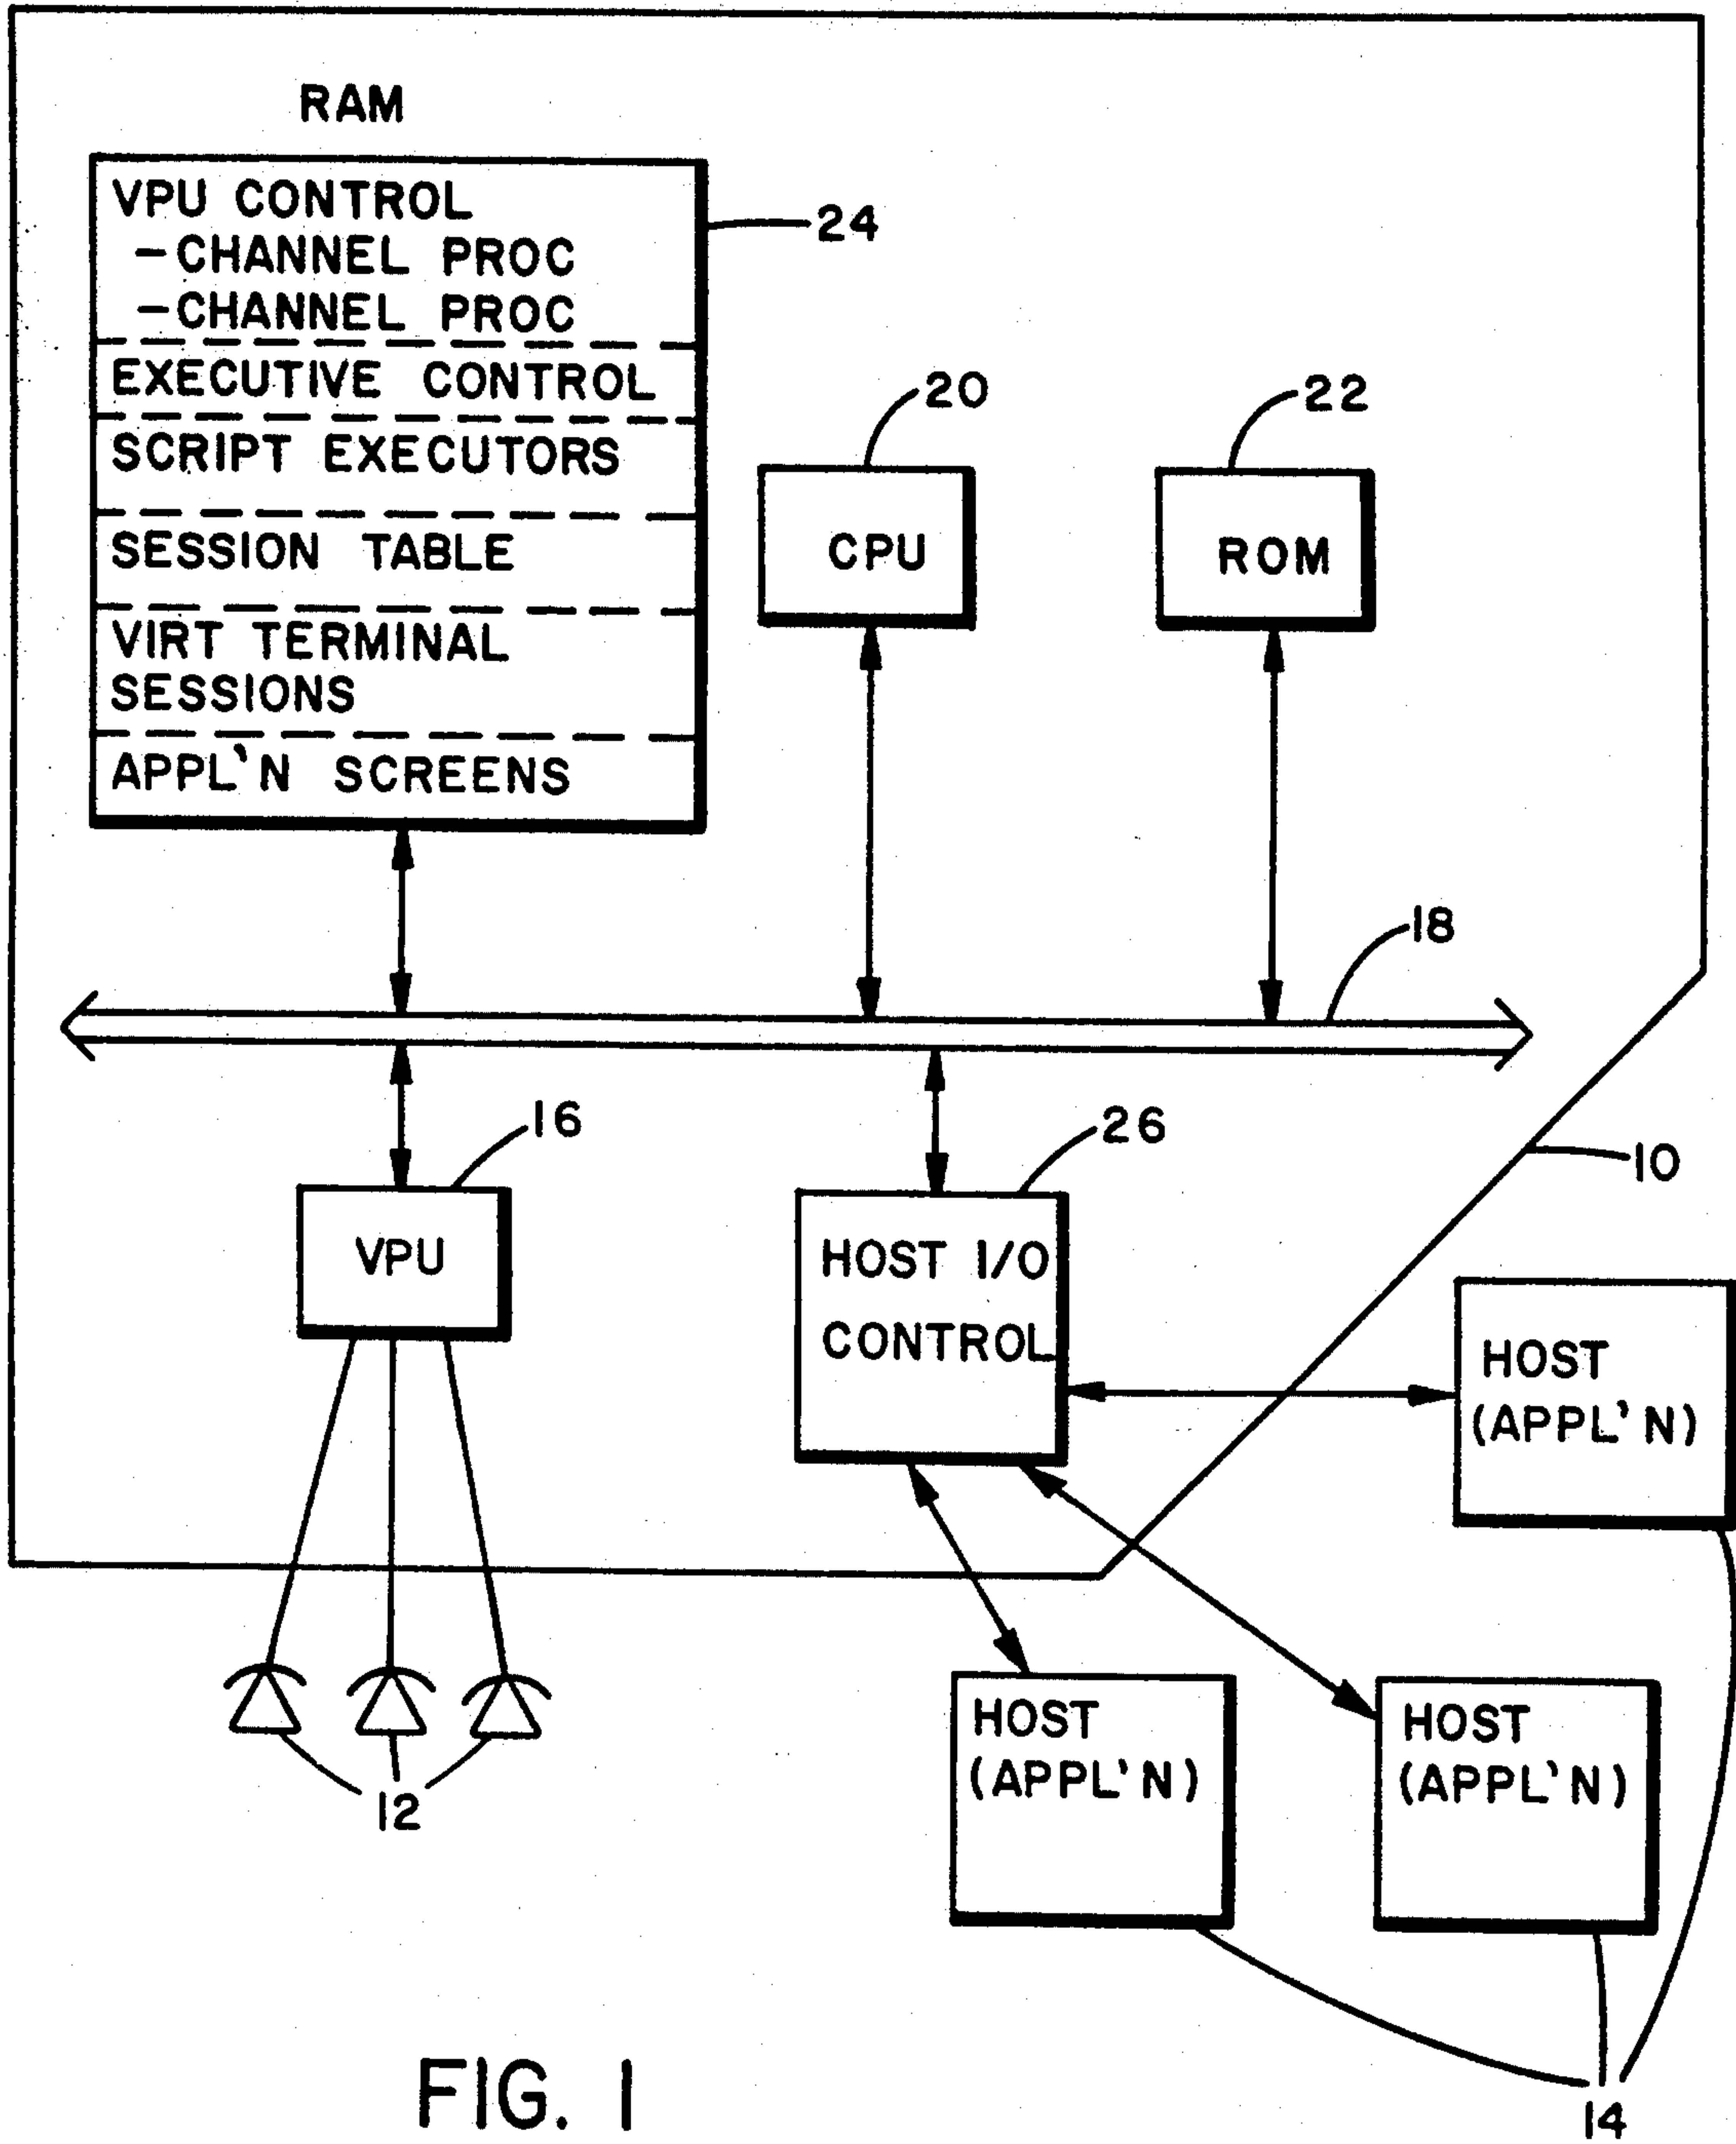 RAM
VPU CONTROL
-CHANNEL PROC
-CHANNEL PROC
EXECUTIVE CONTROL
SCRIPT EXECUTORS
SESSION TABLE
VIRT TERMINAL
SESSIONS
APPL'N SCREENS
24
20
22
CPU
ROM
18
16
26
10
VPU
HOST I/O
CONTROL
HOST
(APPL'N)
HOST
(APPL'N)
HOST
(APPL'N)
12
14
FIG. 1